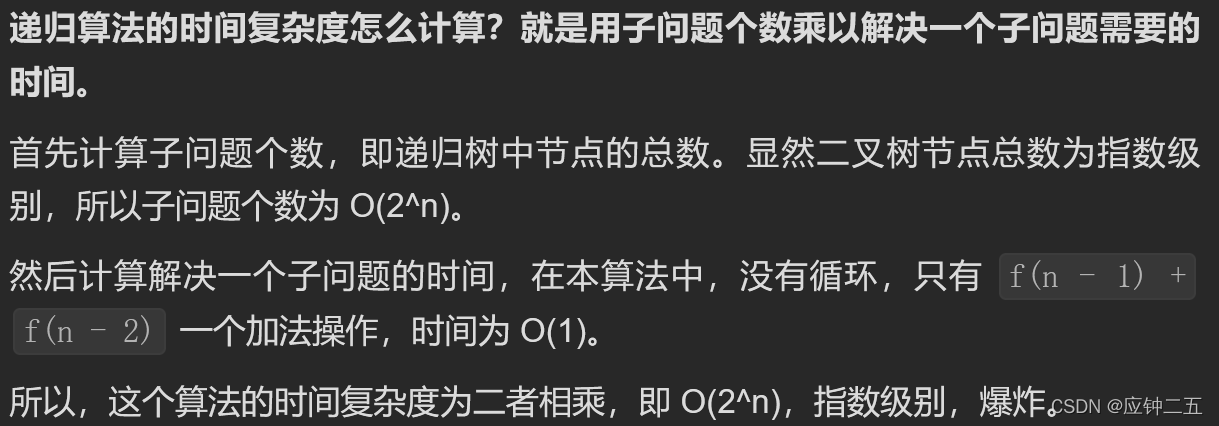 递归算法的时间复杂度怎么计算？就是用子问题个数乘以解决一个子问题需要的
时间。
首先计算子问题个数，即递归树中节点的总数。显然二叉树节点总数为指数级
别，所以子问题个数为 O(2^n)。
然后计算解决一个子问题的时间，在本算法中，没有循环，只有 f(n - 1) +
f(n - 2) 一个加法操作，时间为 O(1)。
所以，这个算法的时间复杂度为二者相乘，即 O(2^n)，指数级别，爆炸。
CSDN @应钟二五